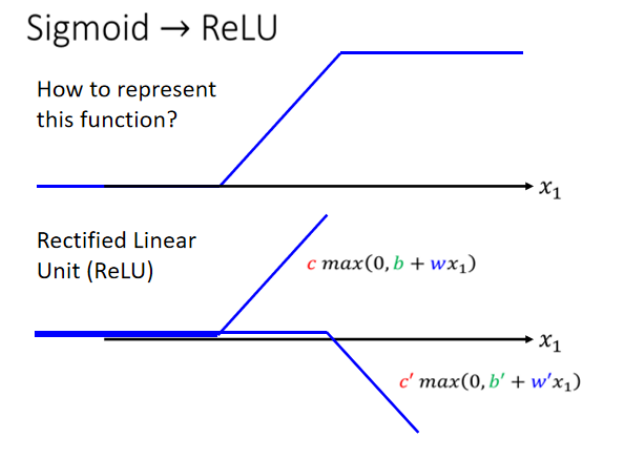 Sigmoid → ReLU
How to represent
this function?
x₁
Rectified Linear
Unit (ReLU)
c max(0, b + wx₁)
x₁
c′ max(0, b′ + w′x₁)